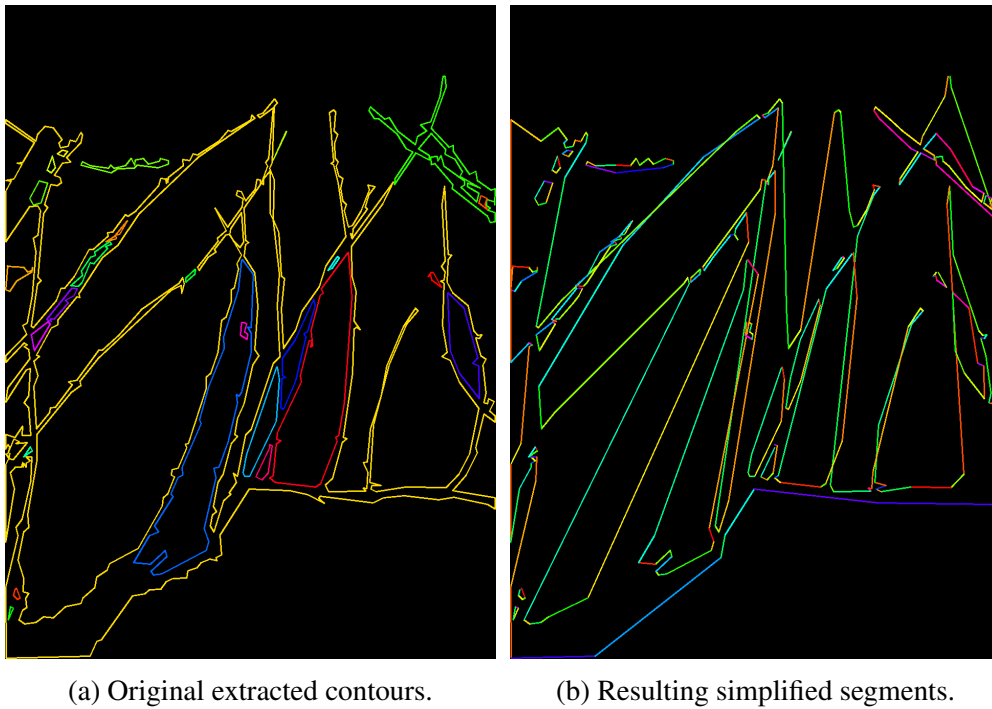 (a) Original extracted contours.
(b) Resulting simplified segments.